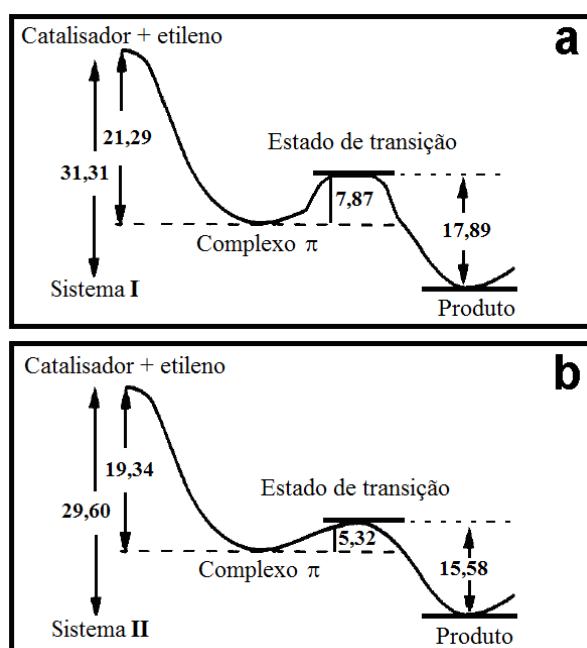 Catalisador + etileno
a
21,29
Estado de transição
31,31
7,87
17,89
Complexo π
Sistema I
Produto
b
Catalisador + etileno
19,34
Estado de transição
29,60
5,32
15,58
Complexo π
Sistema II
Produto